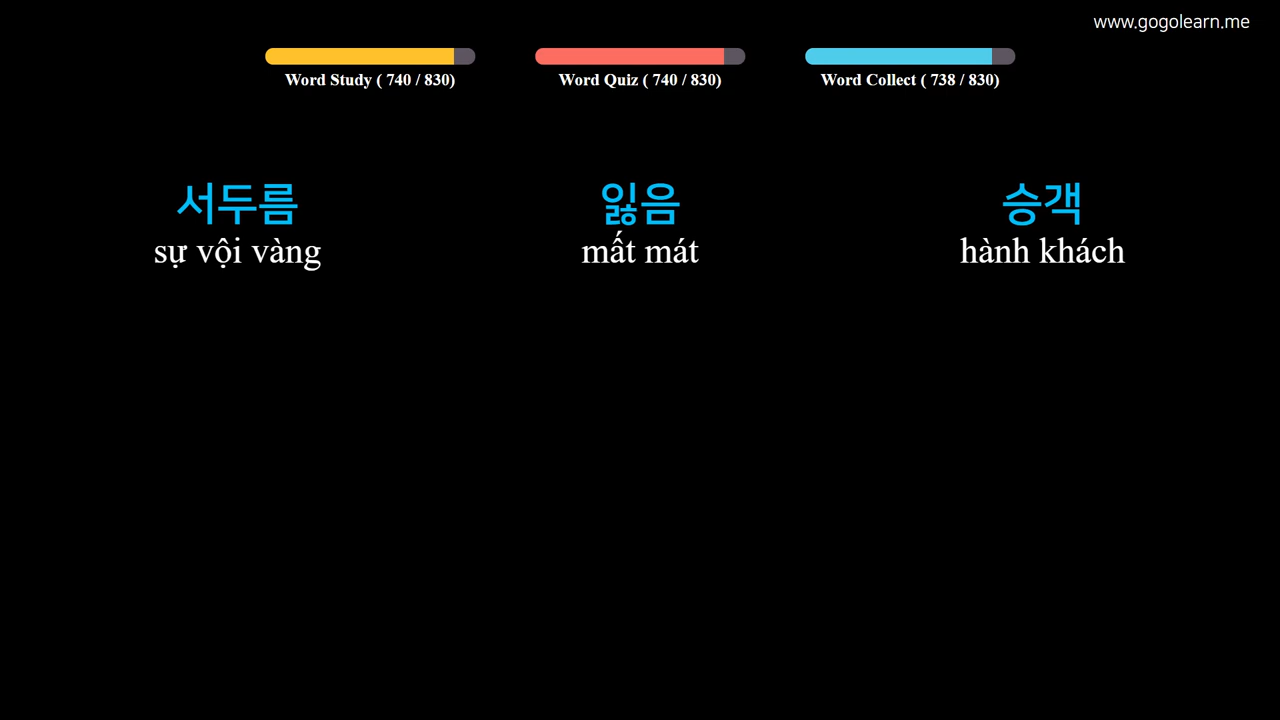 www.gogolearn.me
Word Study ( 740 / 830)
Word Quiz ( 740 / 830)
Word Collect ( 738 / 830)
서두름
sự vội vàng
잃음
mất mát
승객
hành khách